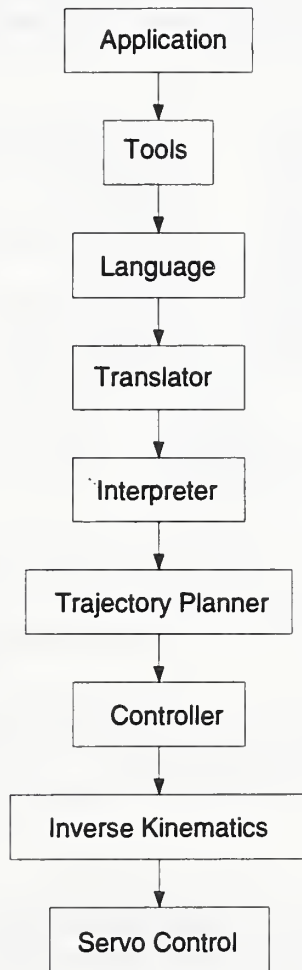 Application
Tools
Language
Translator
Interpreter
Trajectory Planner
Controller
Inverse Kinematics
Servo Control